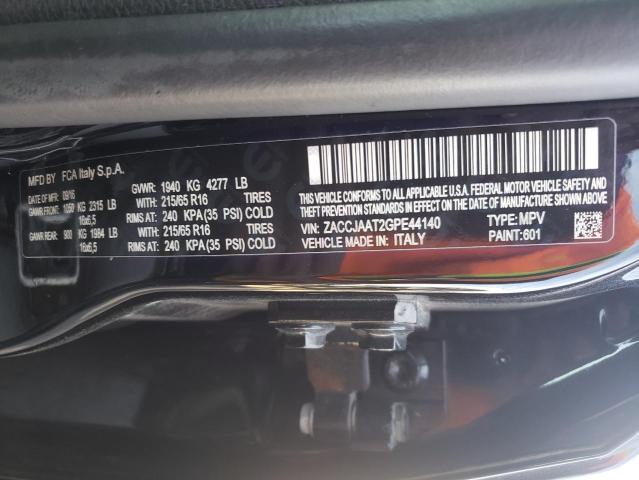 MFD BY FCA Italy S.p.A.
DATE OF MFR: 09/16 GVWR: 1940 KG 4277 LB
GAWR FRONT: 1050 KG 2315 LB WITH: 215/65 R16 TIRES
16x6,5 RIMS AT: 240 KPA(35 PSI) COLD
GAWR REAR: 900 KG 1984 LB WITH: 215/65 R16 TIRES
16x6,5 RIMS AT: 240 KPA(35 PSI) COLD
THIS VEHICLE CONFORMS TO ALL APPLICABLE U.S.A. FEDERAL MOTOR VEHICLE SAFETY
BUMPER AND THEFT PREVENTION STANDARDS IN EFFECT ON THE DATE OF MANUFACTURE SHOWN ABOVE
VIN: ZACCJAAT2GPE44140 TYPE: MPV
VEHICLE MADE IN: ITALY PAINT: 601